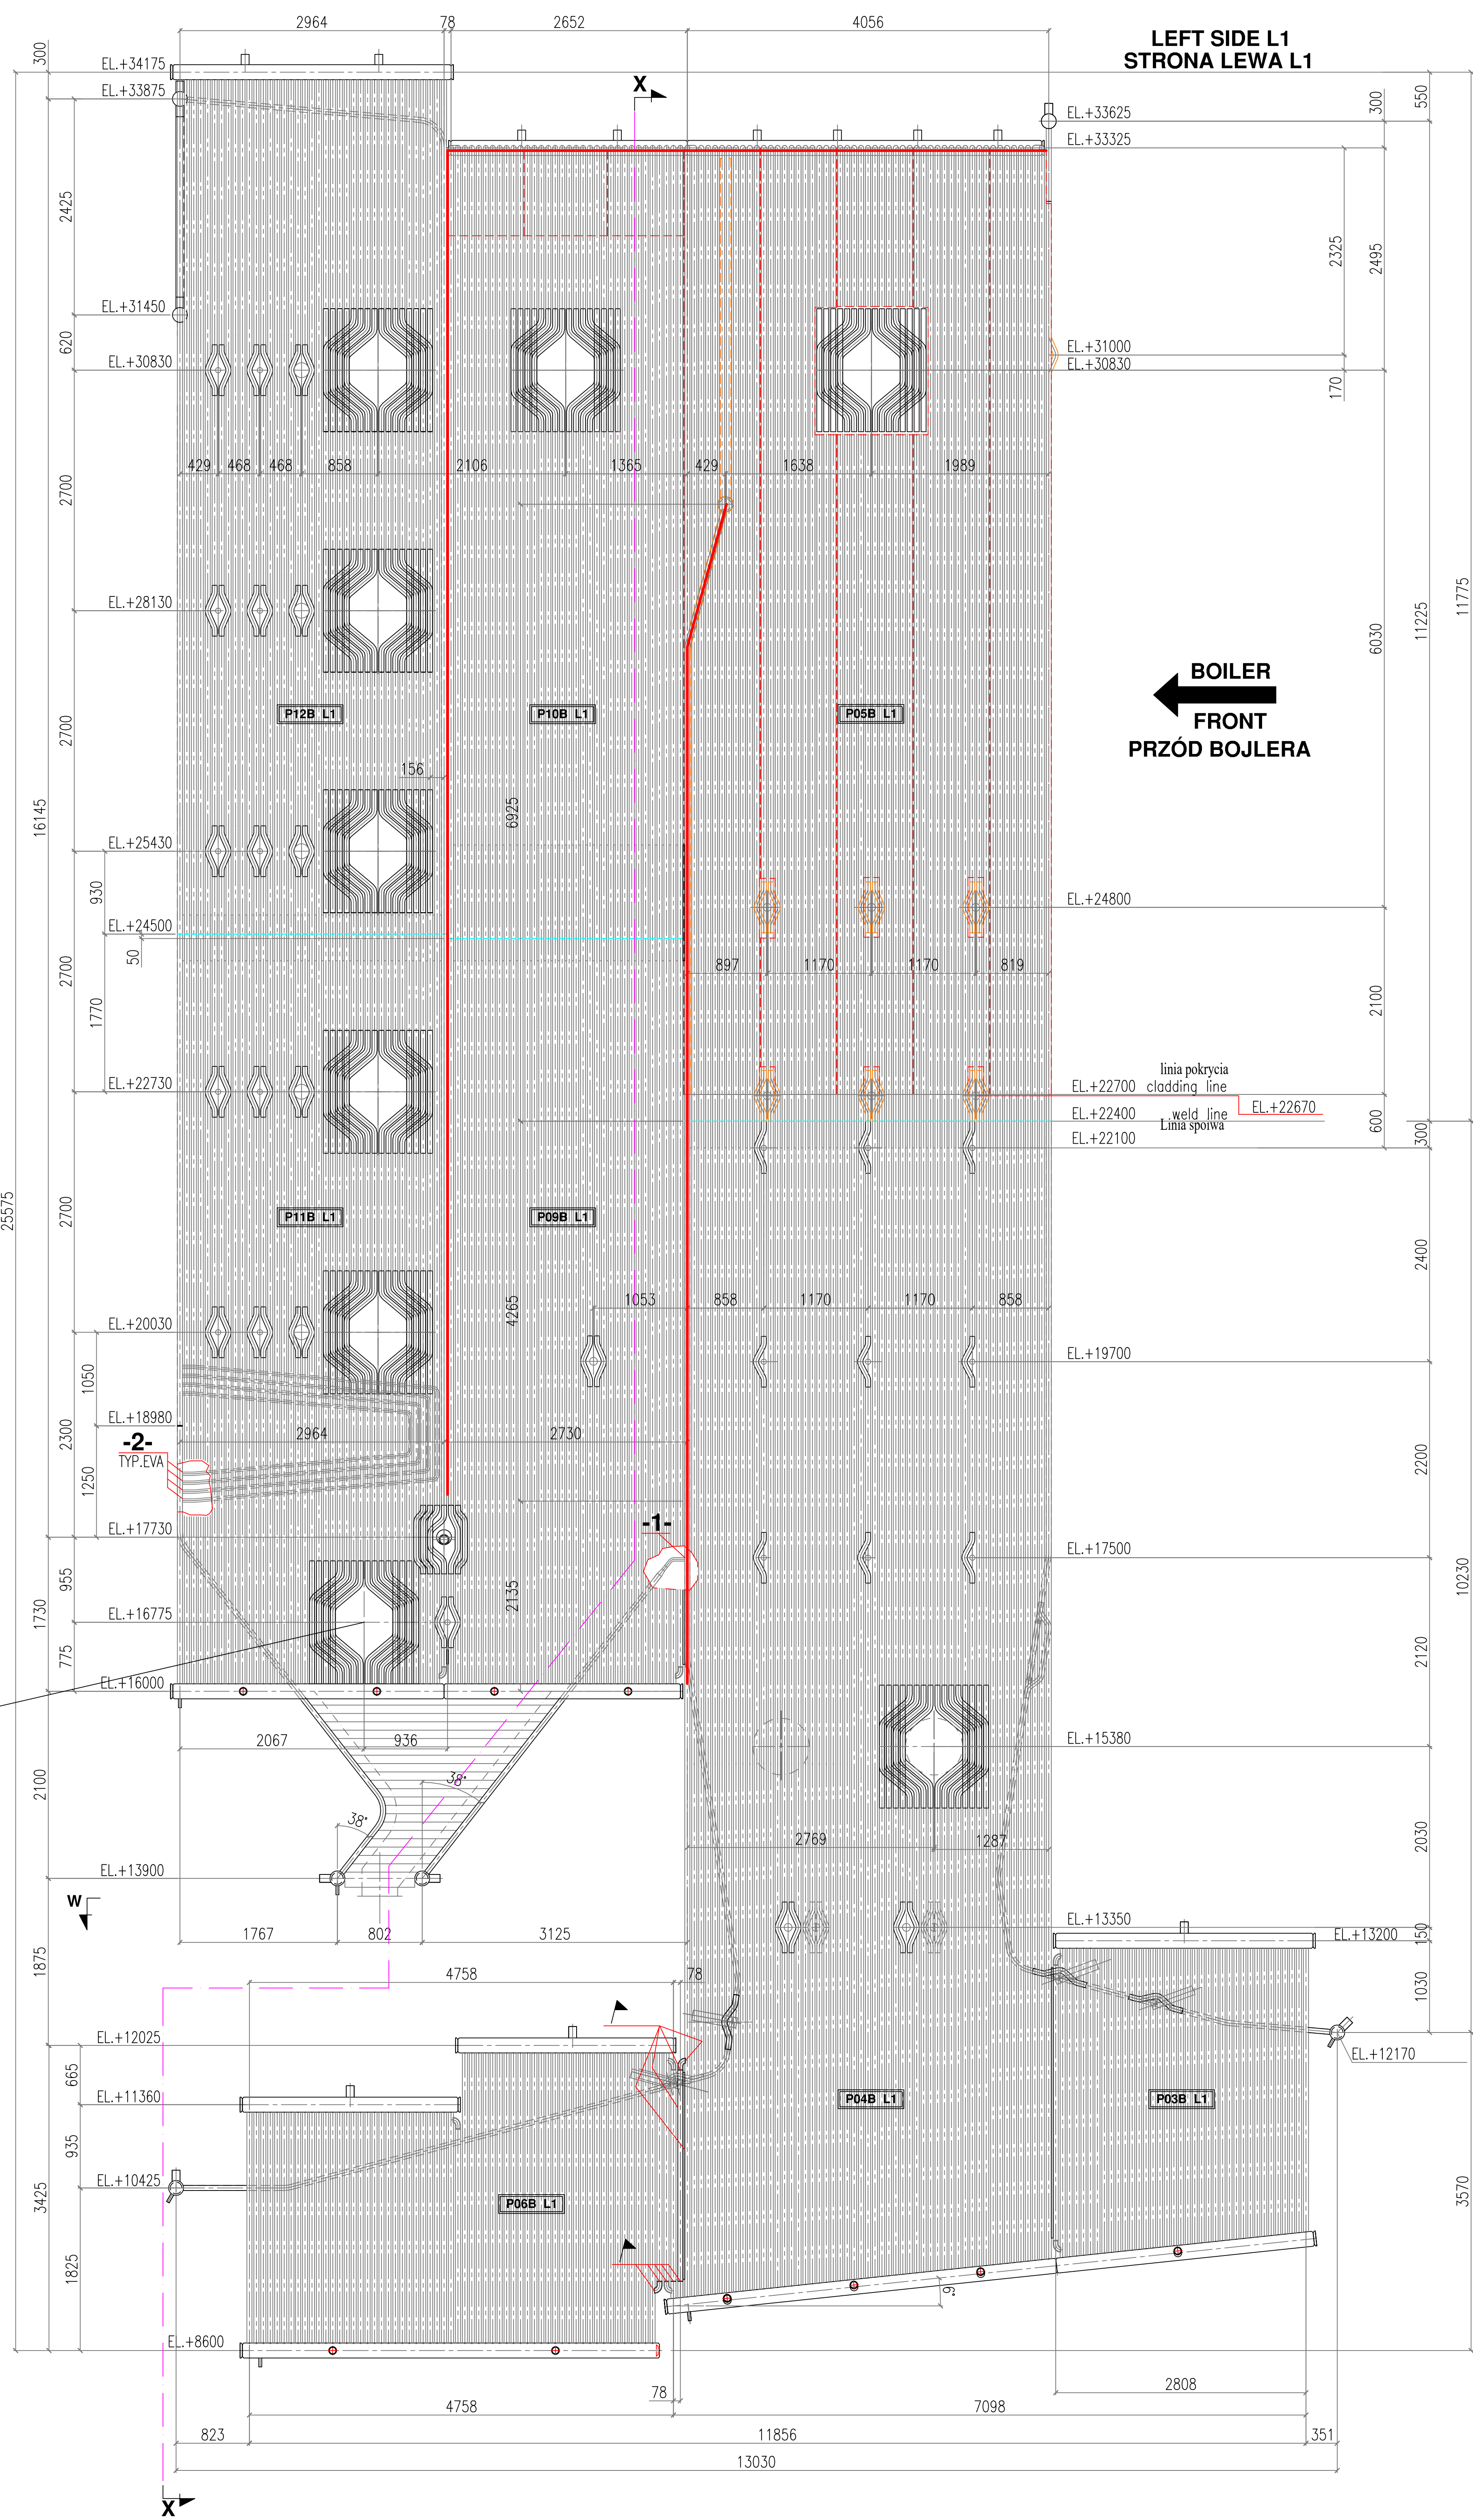 2964
78
2652
4056
LEFT SIDE L1
STRONA LEWA L1
300
EL.+34175
EL.+33875
X
EL.+33625
EL.+33325
300
550
2425
2325
2495
EL.+31450
620
EL.+30830
EL.+31000
EL.+30830
170
429
468
468
858
2106
1365
429
1638
1989
2700
EL.+28130
11225
11775
6030
BOILER
FRONT
PRZÓD BOJLERA
P12B L1
P10B L1
P05B L1
2700
156
16145
6925
EL.+25430
930
EL.+24800
EL.+24500
50
2700
897
1170
1170
819
1770
2100
linia pokrycia
EL.+22730
EL.+22700 cladding line
EL.+22670
EL.+22400 weld line
Linia spoiwa
EL.+22100
600
300
25575
2700
P11B L1
P09B L1
2400
1053
858
1170
1170
858
4265
EL.+20030
EL.+19700
1050
EL.+18980
2300
-2-
TYP.EVA
2964
2730
2200
1250
-1-
EL.+17730
EL.+17500
955
1730
EL.+16775
2135
2120
10230
775
EL.+16000
2067
936
EL.+15380
2100
38°
38°
2769
1287
2030
EL.+13900
W
EL.+13350
EL.+13200
150
1767
802
3125
1875
4758
78
1030
EL.+12025
EL.+12170
665
EL.+11360
P04B L1
P03B L1
935
3425
EL.+10425
P06B L1
3570
1825
6°
EL.+8600
78
2808
4758
7098
823
11856
351
13030
X